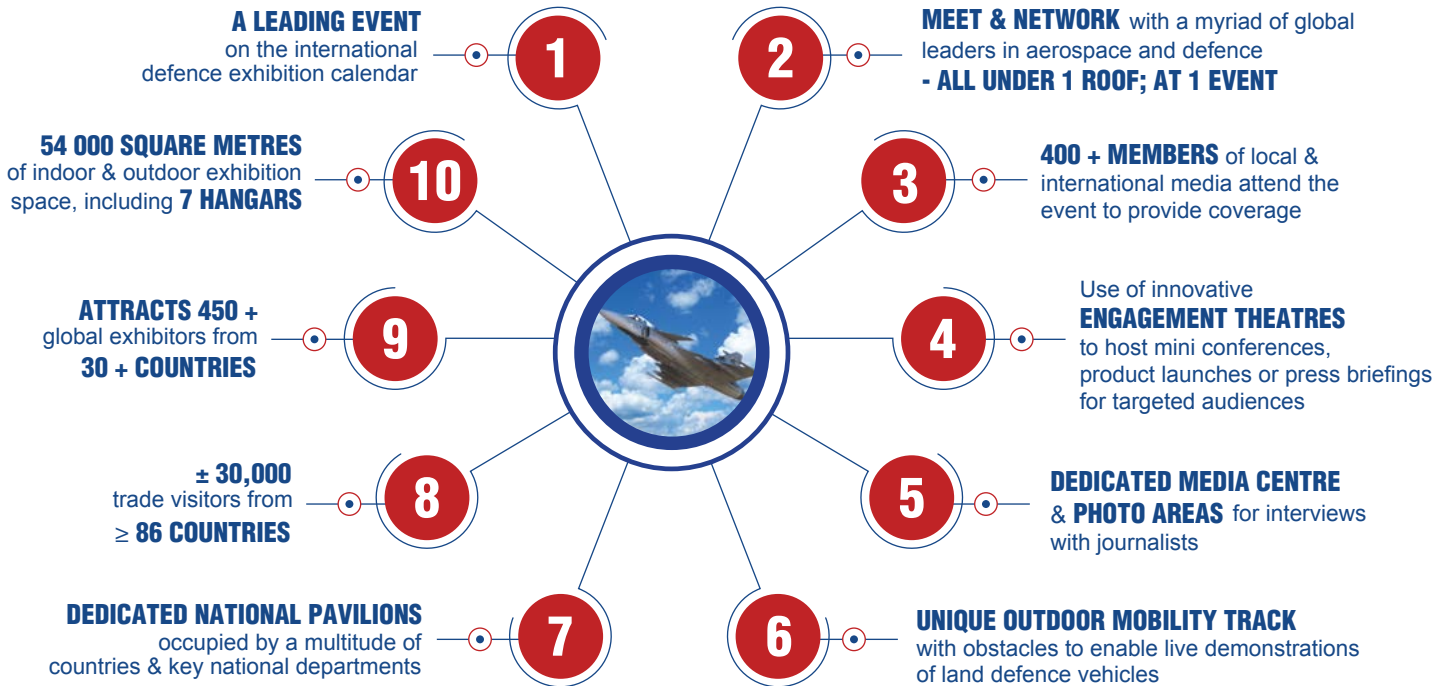 1
A LEADING EVENT
on the international
defence exhibition calendar
2
MEET & NETWORK with a myriad of global
leaders in aerospace and defence
- ALL UNDER 1 ROOF; AT 1 EVENT
3
400 + MEMBERS of local &
international media attend the
event to provide coverage
4
Use of innovative
ENGAGEMENT THEATRES
to host mini conferences,
product launches or press briefings
for targeted audiences
5
DEDICATED MEDIA CENTRE
& PHOTO AREAS for interviews
with journalists
6
UNIQUE OUTDOOR MOBILITY TRACK
with obstacles to enable live demonstrations
of land defence vehicles
7
DEDICATED NATIONAL PAVILIONS
occupied by a multitude of
countries & key national departments
8
± 30,000
trade visitors from
≥ 86 COUNTRIES
9
ATTRACTS 450 +
global exhibitors from
30 + COUNTRIES
10
54 000 SQUARE METRES
of indoor & outdoor exhibition
space, including 7 HANGARS